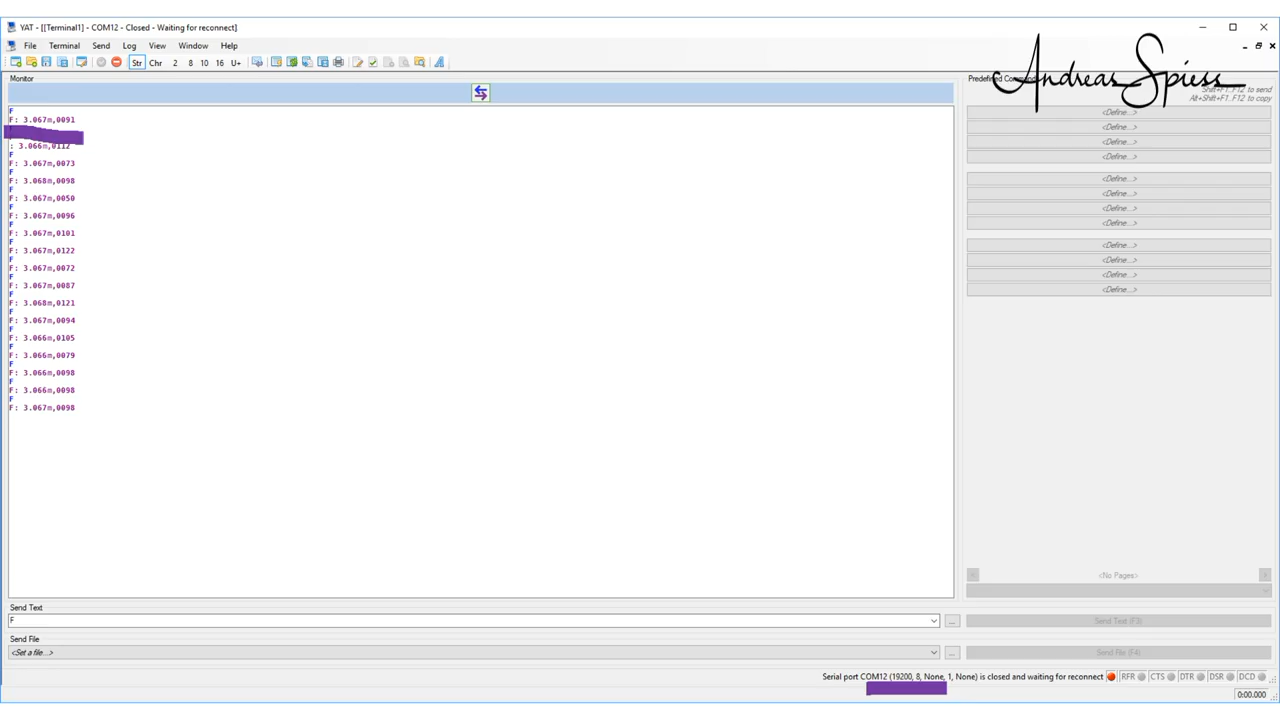 YAT - [[Terminal1] - COM12 - Closed - Waiting for reconnect]
File Terminal Send Log View Window Help
Andreas Spiess
Str Chr 2 8 10 16 U+
Monitor
Predefined
Shift+F1..F12 to send
Alt+Shift+F1..F12 to copy
F
F: 3.067m,0091
: 3.066m,0112
F
F: 3.067m,0073
F
F: 3.068m,0098
F
F: 3.067m,0050
F
F: 3.067m,0096
F
F: 3.067m,0101
F
F: 3.067m,0122
F
F: 3.067m,0072
F
F: 3.067m,0087
F
F: 3.068m,0121
F
F: 3.067m,0094
F
F: 3.066m,0105
F
F: 3.066m,0079
F
F: 3.066m,0098
F
F: 3.066m,0098
F
F: 3.067m,0098
<Define...>
<Define...>
<Define...>
<Define...>
<Define...>
<Define...>
<Define...>
<Define...>
<Define...>
<Define...>
<Define...>
<Define...>
<No Pages>
Send Text
F
... Send Text (F3)
Send File
<Set a file...>
... Send File (F4)
Serial port COM12 (19200, 8, None, 1, None) is closed and waiting for reconnect RFR CTS DTR DSR DCD
0:00.000